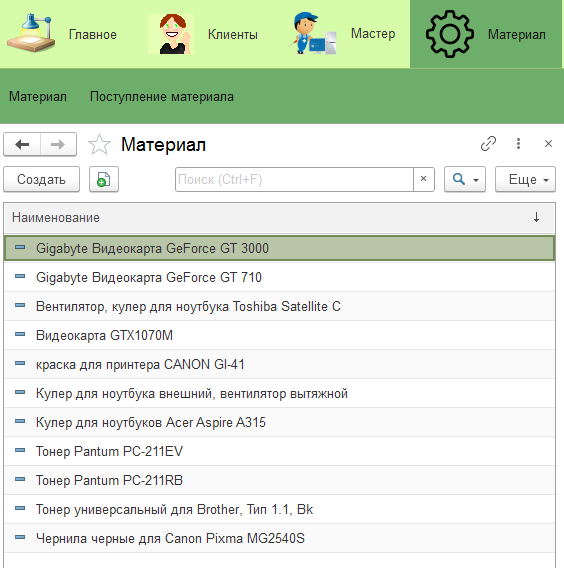 Главное Клиенты Мастер Материал
Материал Поступление материала
Материал
Создать Поиск (Ctrl+F) × Еще
Наименование
Gigabyte Видеокарта GeForce GT 3000
Gigabyte Видеокарта GeForce GT 710
Вентилятор, кулер для ноутбука Toshiba Satellite C
Видеокарта GTX1070M
краска для принтера CANON GI-41
Кулер для ноутбука внешний, вентилятор вытяжной
Кулер для ноутбуков Acer Aspire A315
Тонер Pantum PC-211EV
Тонер Pantum PC-211RB
Тонер универсальный для Brother, Тип 1.1, Bk
Чернила черные для Canon Pixma MG2540S